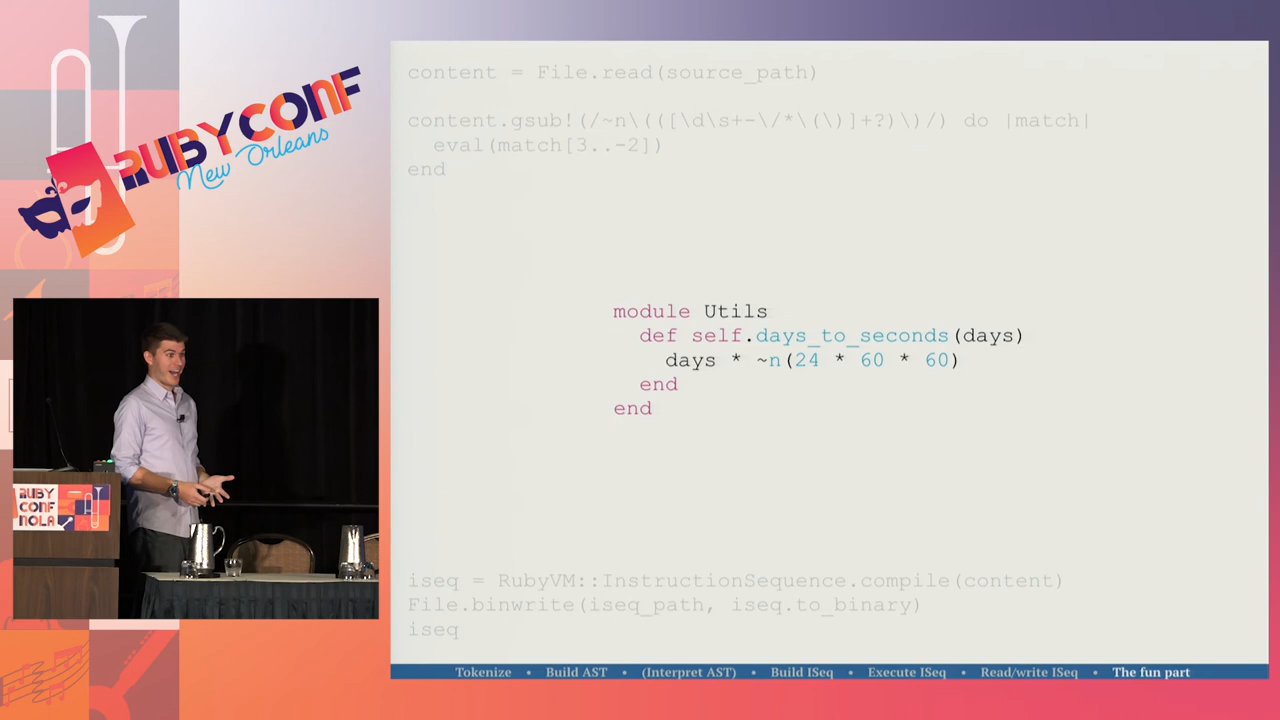 RUBYCONF
New Orleans
RUBY
CONF
NOLA
content = File.read(source_path)
content.gsub!(/~n\(([\d\s+-\/*\(\)]+?)\)/) do |match|
  eval(match[3..-2])
end
module Utils
  def self.days_to_seconds(days)
    days * ~n(24 * 60 * 60)
  end
end
iseq = RubyVM::InstructionSequence.compile(content)
File.binwrite(iseq_path, iseq.to_binary)
iseq
Tokenize • Build AST • (Interpret AST) • Build ISeq • Execute ISeq • Read/write ISeq • The fun part